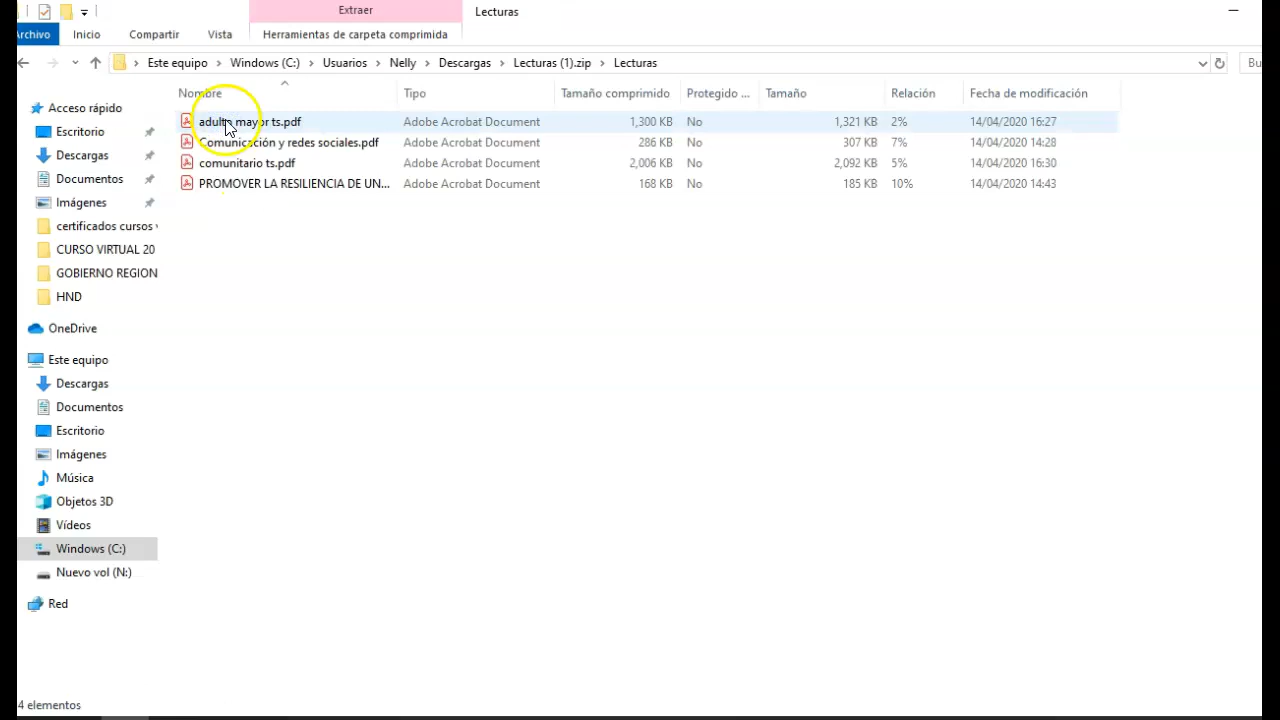 Extraer
Lecturas
Archivo
Inicio
Compartir
Vista
Herramientas de carpeta comprimida
Este equipo > Windows (C:) > Usuarios > Nelly > Descargas > Lecturas (1).zip > Lecturas
Bu
Nombre Tipo Tamaño comprimido Protegido ... Tamaño Relación Fecha de modificación
adulto mayor ts.pdf Adobe Acrobat Document 1,300 KB No 1,321 KB 2% 14/04/2020 16:27
Comunicación y redes sociales.pdf Adobe Acrobat Document 286 KB No 307 KB 7% 14/04/2020 14:28
comunitario ts.pdf Adobe Acrobat Document 2,006 KB No 2,092 KB 5% 14/04/2020 16:30
PROMOVER LA RESILIENCIA DE UN... Adobe Acrobat Document 168 KB No 185 KB 10% 14/04/2020 14:43
Acceso rápido
Escritorio
Descargas
Documentos
Imágenes
certificados cursos
CURSO VIRTUAL 20
GOBIERNO REGION
HND
OneDrive
Este equipo
Descargas
Documentos
Escritorio
Imágenes
Música
Objetos 3D
Vídeos
Windows (C:)
Nuevo vol (N:)
Red
4 elementos